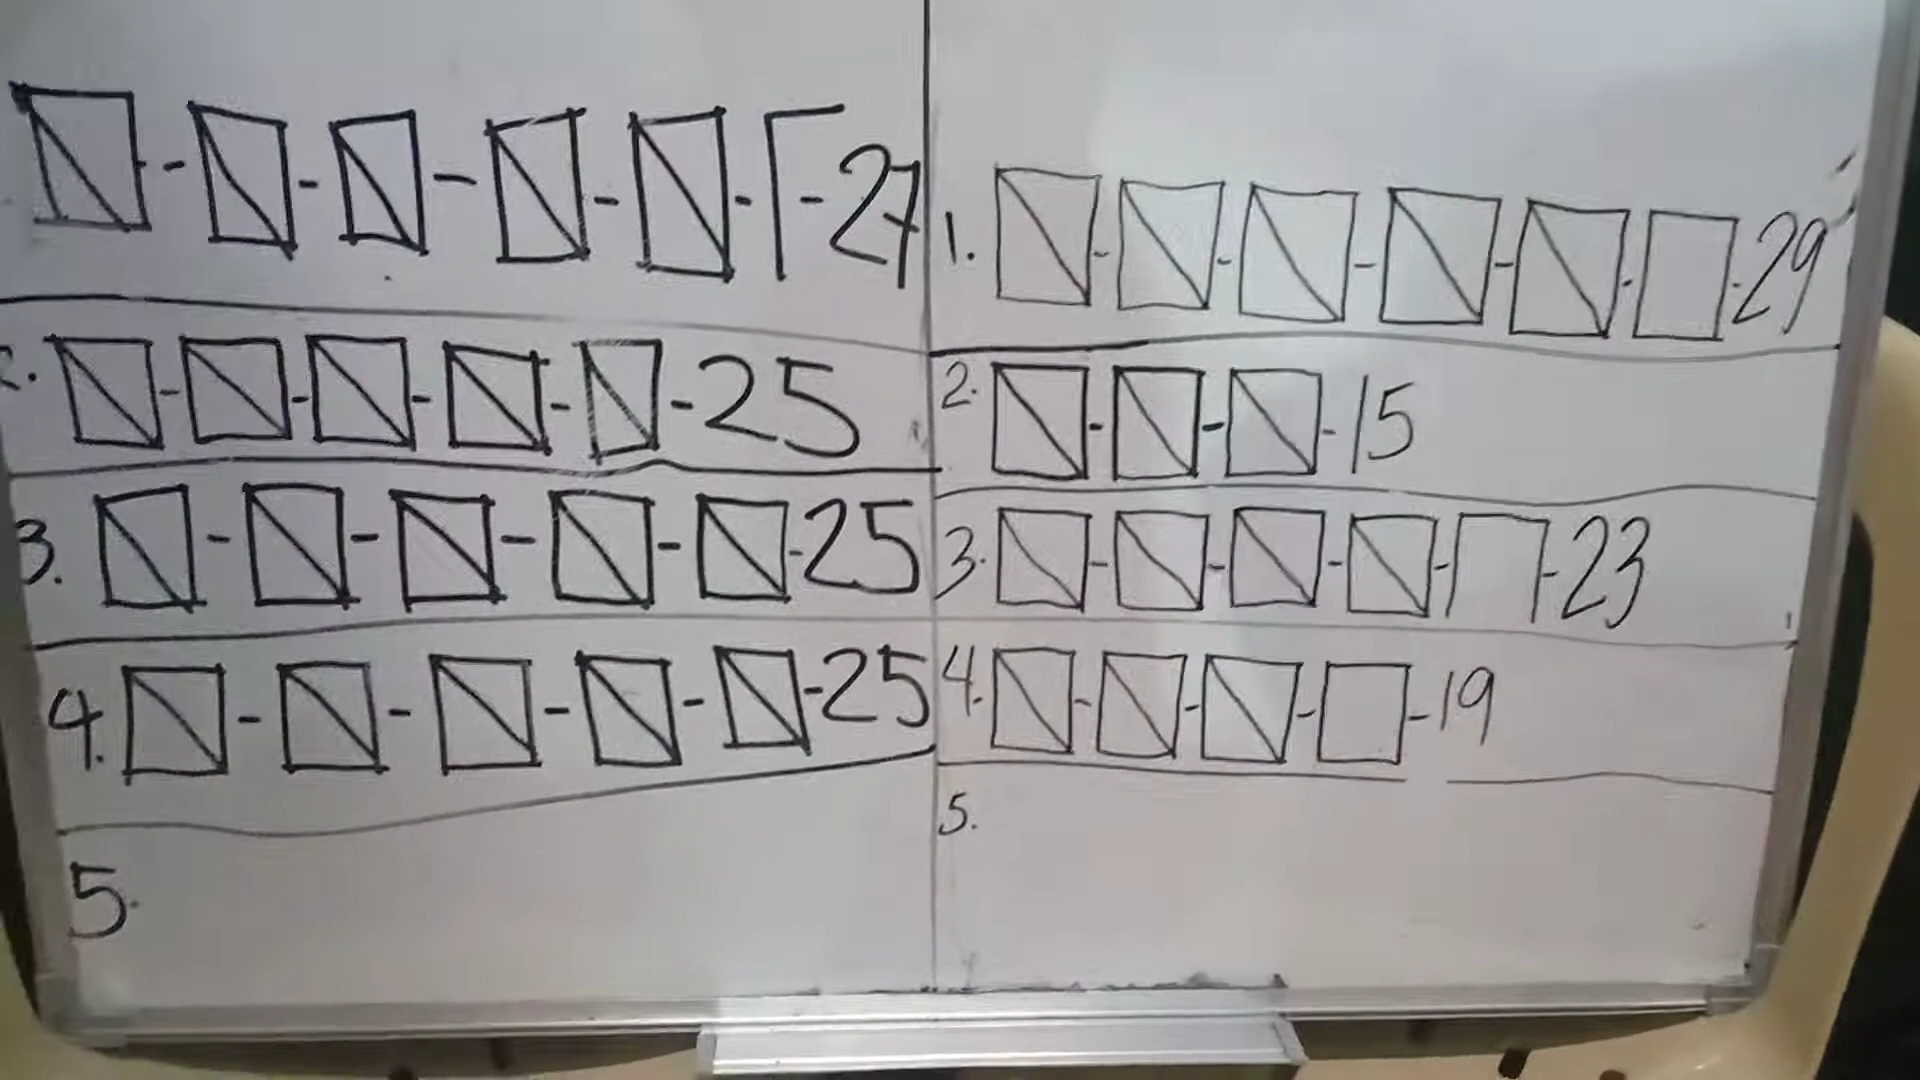 - - - - - - 27
2. - - - - - 25
3. - - - - - 25
4. - - - - - 25
5.
1. - - - - - - 29
2. - - - 15
3. - - - - - 23
4. - - - - 19
5.